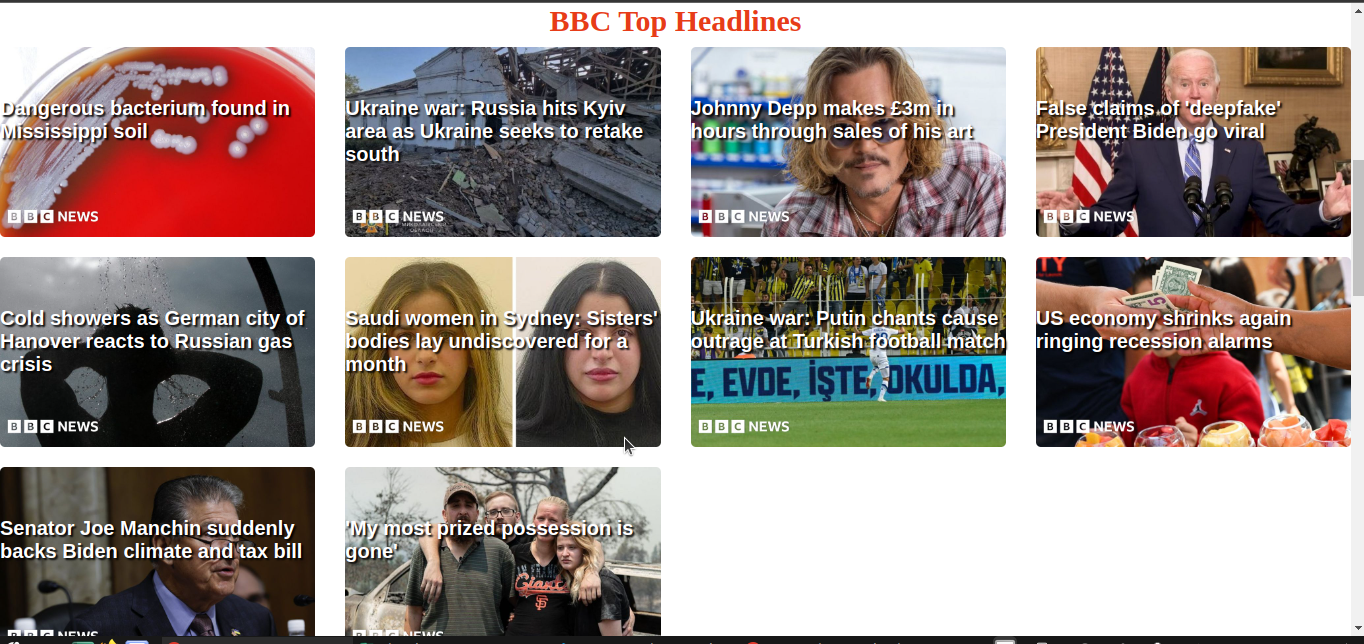 BBC Top Headlines
Dangerous bacterium found in
Mississippi soil
BBC NEWS
Ukraine war: Russia hits Kyiv
area as Ukraine seeks to retake
south
BBC NEWS
Johnny Depp makes £3m in
hours through sales of his art
BBC NEWS
False claims of 'deepfake'
President Biden go viral
BBC NEWS
Cold showers as German city of
Hanover reacts to Russian gas
crisis
BBC NEWS
Saudi women in Sydney: Sisters'
bodies lay undiscovered for a
month
BBC NEWS
Ukraine war: Putin chants cause
outrage at Turkish football match
E, EVDE, İŞTE, OKULDA,
BBC NEWS
US economy shrinks again
ringing recession alarms
BBC NEWS
Senator Joe Manchin suddenly
backs Biden climate and tax bill
BBC NEWS
'My most prized possession is
gone'
Giants
SF
BBC NEWS